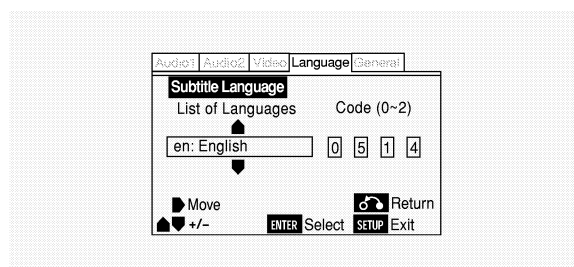 Audio1 Audio2 Video Language General
Subtitle Language
List of Languages Code (0~2)
en: English 0 5 1 4
Move Return
+/– ENTER Select SETUP Exit